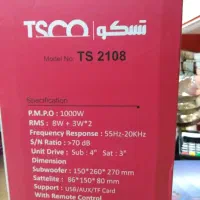 TSCO | تسکو
Model No: TS 2108
Specification
P.M.P.O : 1000W
RMS : 8W + 3W*2
Frequency Response : 55Hz-20KHz
S/N Ratio : >70 dB
Unit Drive : Sub : 4" Sat : 3"
Dimension
Subwoofer : 150*260*270 mm
Sattelite : 86*150*80 mm
Support : USB/AUX/TF Card
With Remote Control